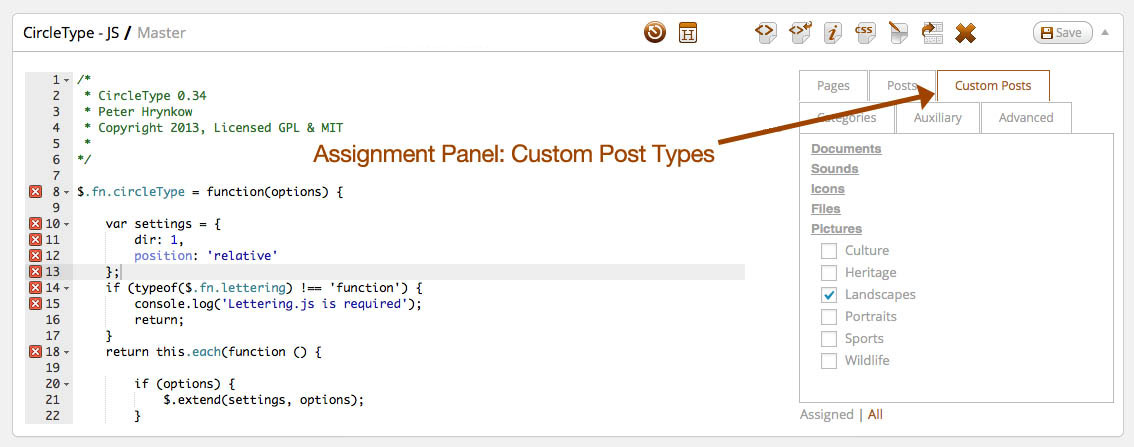 CircleType - JS / Master
H
<>
<>
i
css
Save
1 /*
2  * CircleType 0.34
3  * Peter Hrynkow
4  * Copyright 2013, Licensed GPL & MIT
5  *
6 */
7
8 $.fn.circleType = function(options) {
9
10     var settings = {
11         dir: 1,
12         position: 'relative'
13     };
14     if (typeof($.fn.lettering) !== 'function') {
15         console.log('Lettering.js is required');
16         return;
17     }
18     return this.each(function () {
19
20         if (options) {
21             $.extend(settings, options);
22         }
Assignment Panel: Custom Post Types
Pages Posts Custom Posts
Categories Auxiliary Advanced
Documents
Sounds
Icons
Files
Pictures
Culture
Heritage
Landscapes
Portraits
Sports
Wildlife
Assigned | All